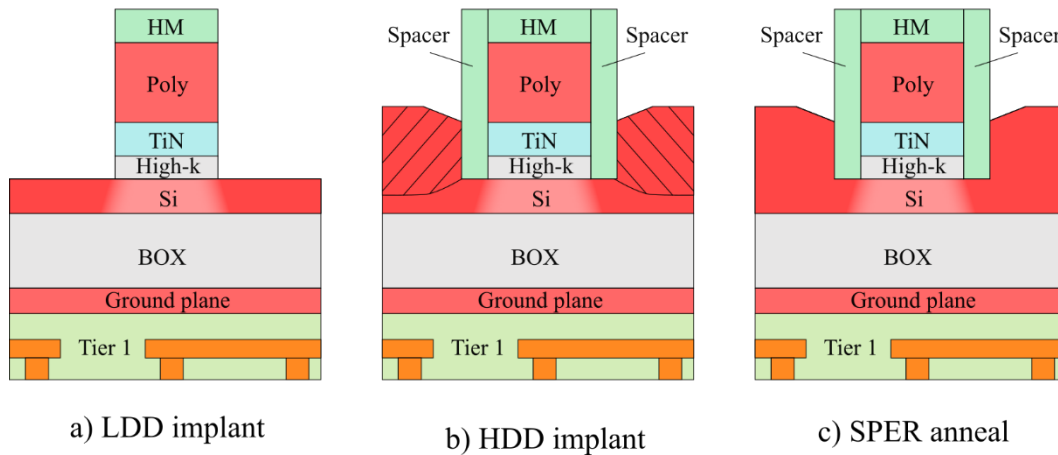 HM
Poly
TiN
High-k
Si
BOX
Ground plane
Tier 1
a) LDD implant
Spacer
HM
Spacer
Poly
TiN
High-k
Si
BOX
Ground plane
Tier 1
b) HDD implant
Spacer
HM
Spacer
Poly
TiN
High-k
Si
BOX
Ground plane
Tier 1
c) SPER anneal